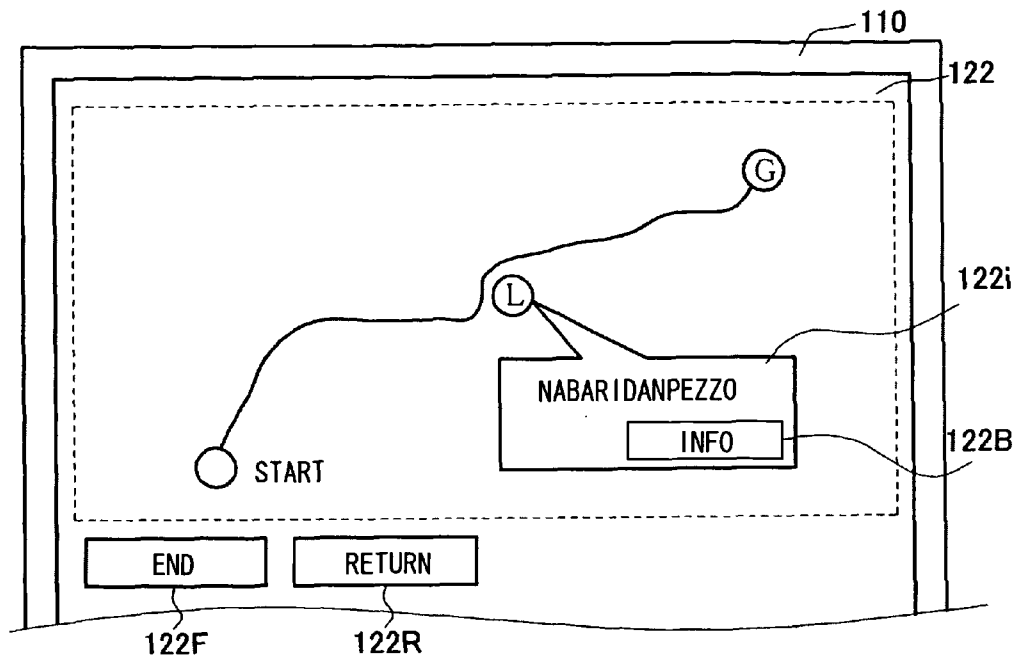 110
122
G
L
122i
NABARIDANPEZZO
INFO
122B
START
END
RETURN
122F
122R